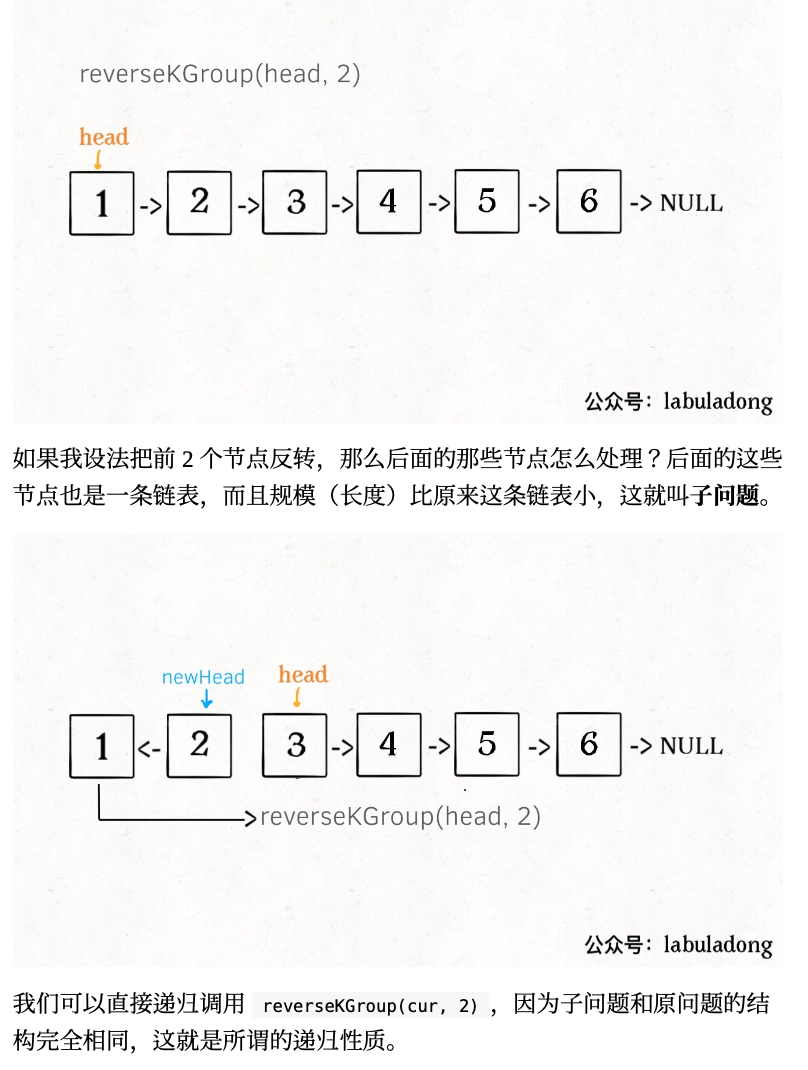 reverseKGroup(head, 2)
head
1 -> 2 -> 3 -> 4 -> 5 -> 6 -> NULL
公众号：labuladong
如果我设法把前 2 个节点反转，那么后面的那些节点怎么处理？后面的这些
节点也是一条链表，而且规模（长度）比原来这条链表小，这就叫子问题。
newHead head
1 <- 2 3 -> 4 -> 5 -> 6 -> NULL
reverseKGroup(head, 2)
公众号：labuladong
我们可以直接递归调用 reverseKGroup(cur, 2) ，因为子问题和原问题的结
构完全相同，这就是所谓的递归性质。